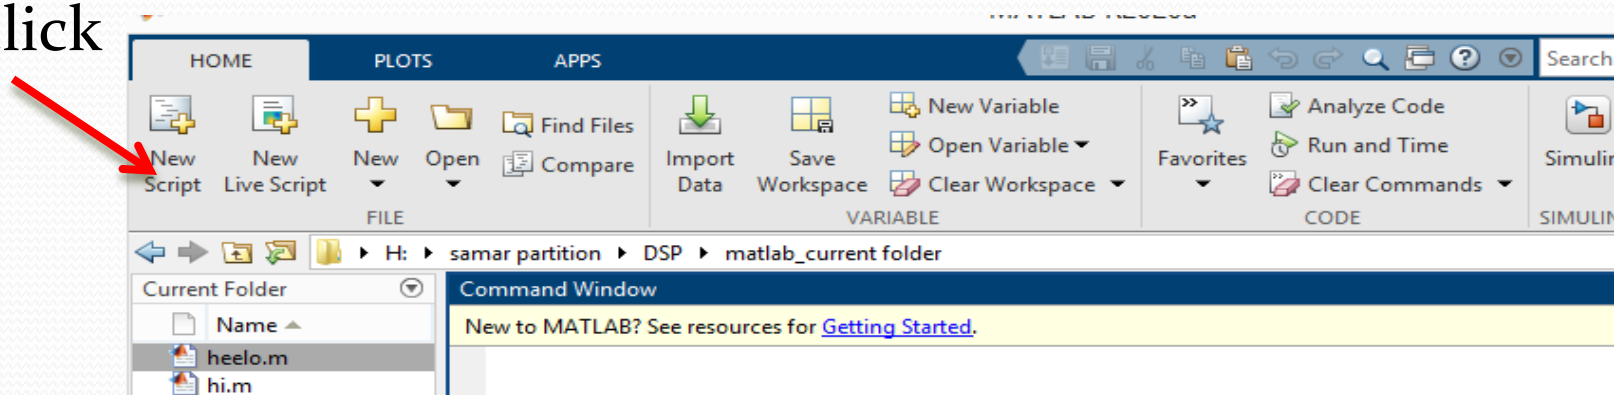 lick
HOME PLOTS APPS
Search
New Script
New Live Script
New
Open
Find Files
Compare
FILE
Import Data
Save Workspace
New Variable
Open Variable
Clear Workspace
VARIABLE
Favorites
Analyze Code
Run and Time
Clear Commands
CODE
Simulin
SIMULIN
H: samar partition DSP matlab_current folder
Current Folder
Name
heelo.m
hi.m
Command Window
New to MATLAB? See resources for Getting Started.